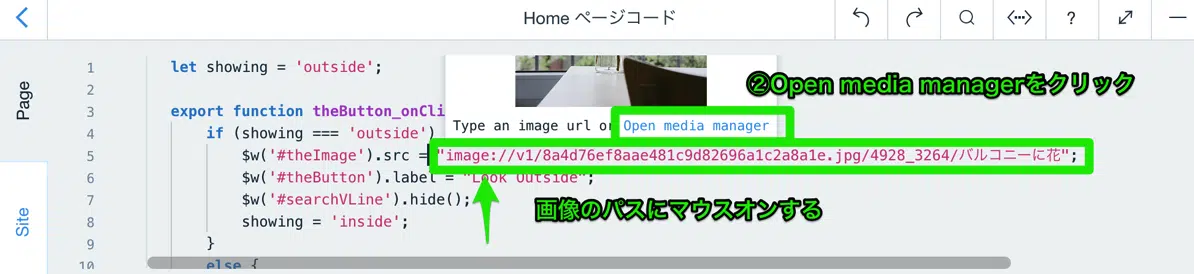 Home ページコード
?
Page
Site
1 let showing = 'outside';
2
3 export function theButton_onCli
4 if (showing === 'outside')
5 $w('#theImage').src = "image://v1/8a4d76ef8aae481c9d82696a1c2a8a1e.jpg/4928_3264/バルコニーに花";
6 $w('#theButton').label = "Look Outside";
7 $w('#searchVLine').hide();
8 showing = 'inside';
9 }
10 else {
Type an image url or Open media manager
②Open media managerをクリック
画像のパスにマウスオンする